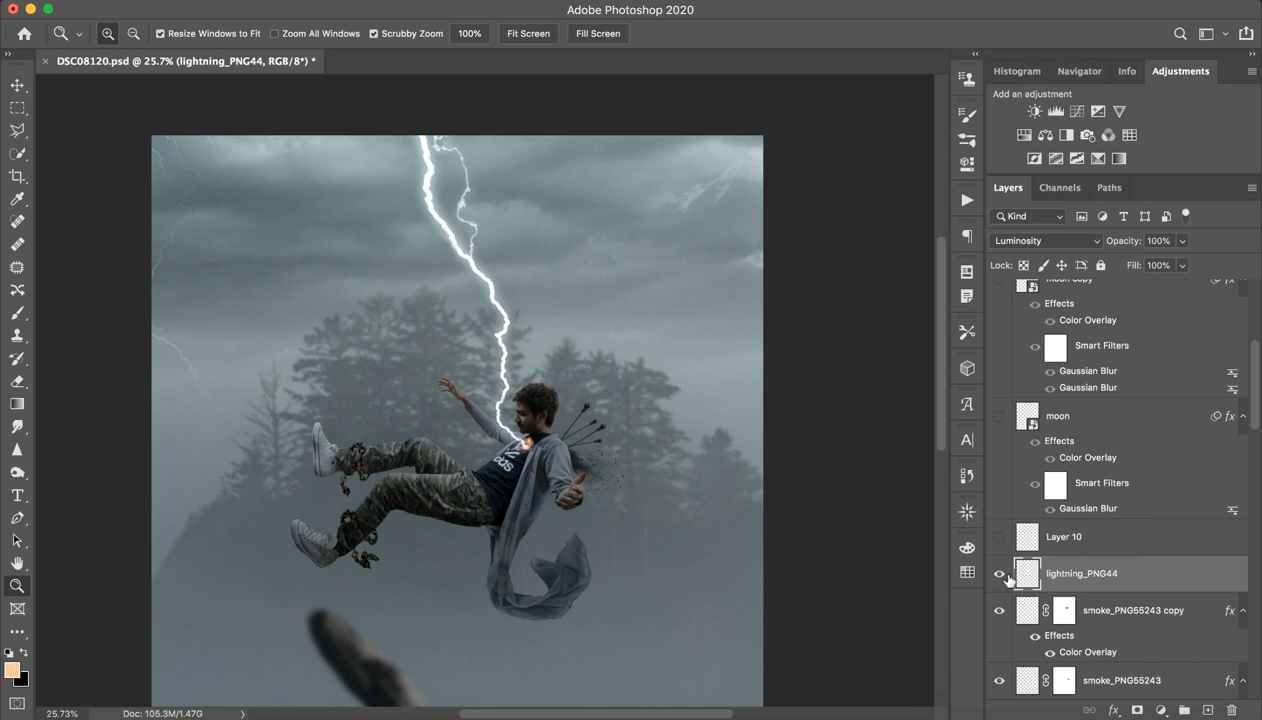 Adobe Photoshop 2020
Resize Windows to Fit
Zoom All Windows
Scrubby Zoom
100%
Fit Screen
Fill Screen
DSC08120.psd @ 25.7% (lightning_PNG44, RGB/8*) *
Histogram
Navigator
Info
Adjustments
Add an adjustment
Layers
Channels
Paths
Kind
Luminosity
Opacity: 100%
Lock:
Fill: 100%
moon copy
Effects
Color Overlay
Smart Filters
Gaussian Blur
Gaussian Blur
moon
Effects
Color Overlay
Smart Filters
Gaussian Blur
Layer 10
lightning_PNG44
smoke_PNG55243 copy
Effects
Color Overlay
smoke_PNG55243
25.73%
Doc: 105.3M/1.47G